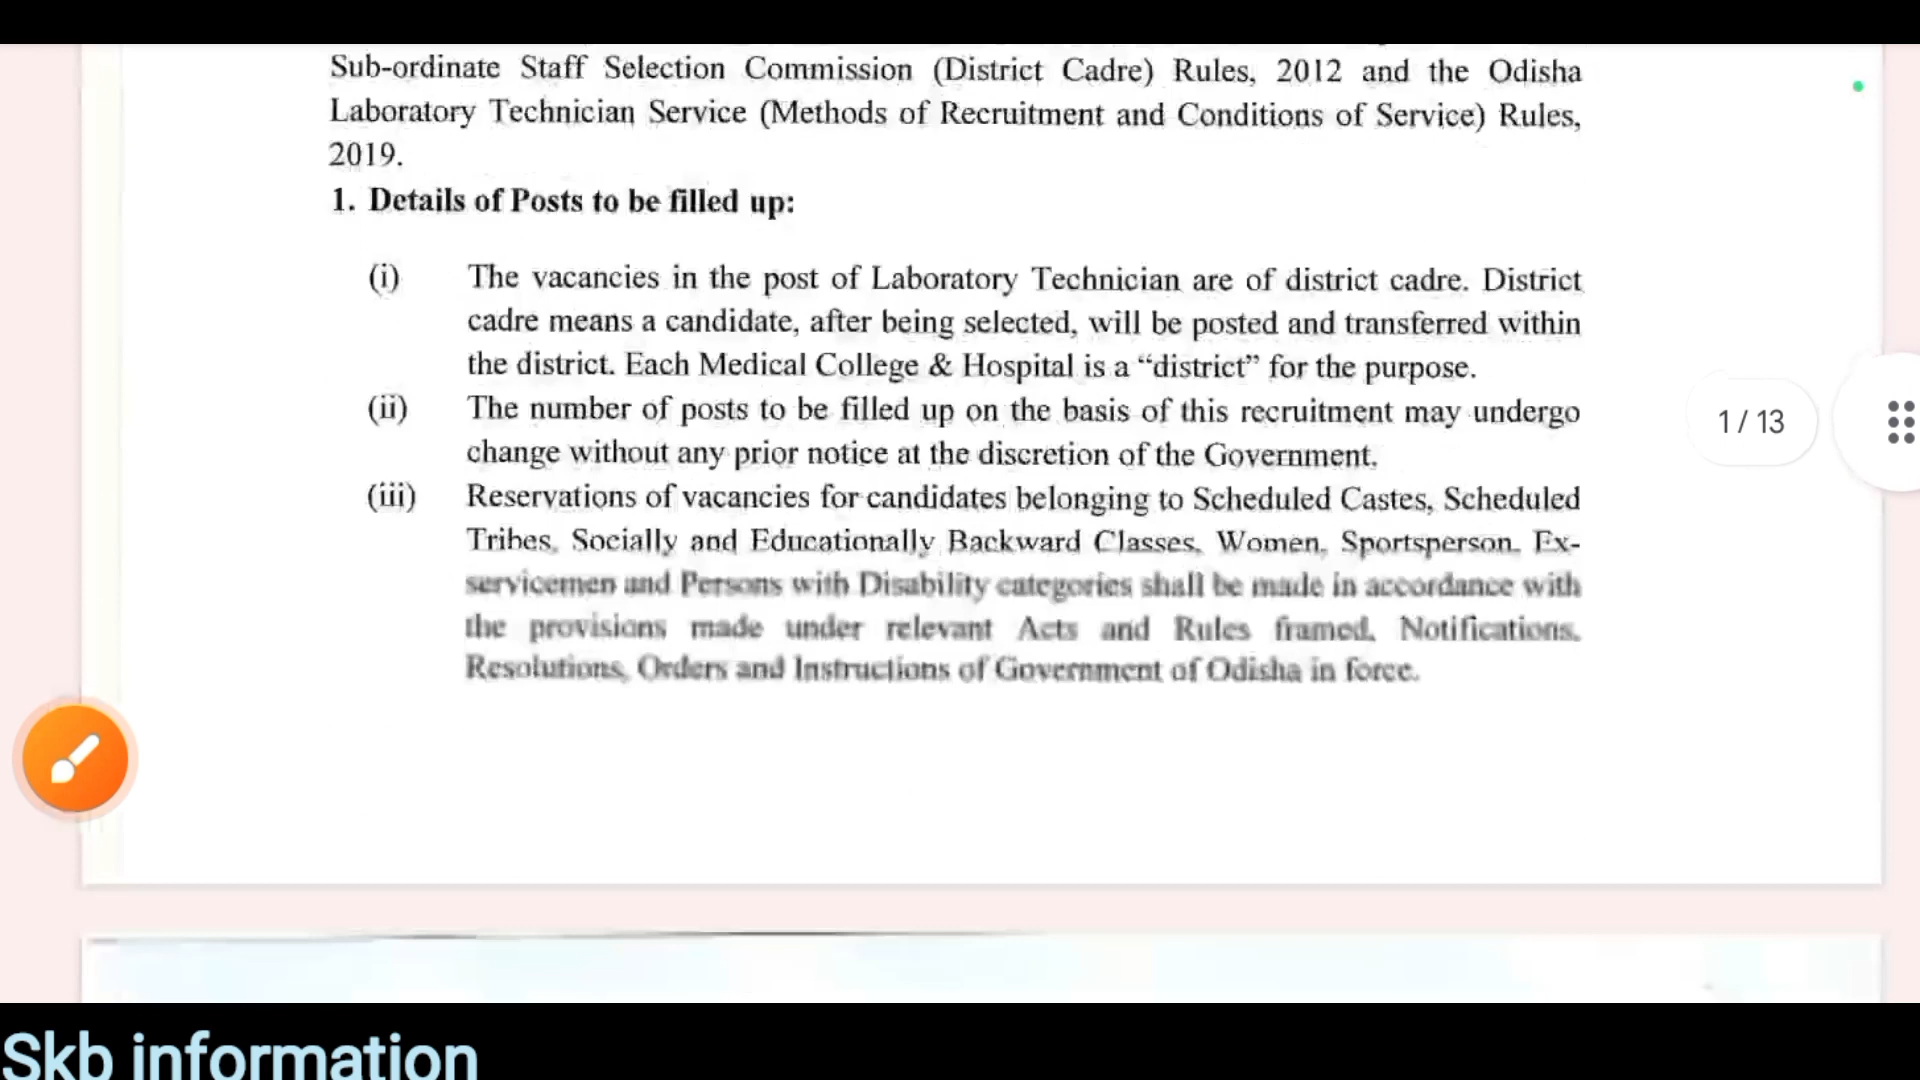 Sub-ordinate Staff Selection Commission (District Cadre) Rules, 2012 and the Odisha
Laboratory Technician Service (Methods of Recruitment and Conditions of Service) Rules,
2019.
1. Details of Posts to be filled up:
(i) The vacancies in the post of Laboratory Technician are of district cadre. District
cadre means a candidate, after being selected, will be posted and transferred within
the district. Each Medical College & Hospital is a “district” for the purpose.
(ii) The number of posts to be filled up on the basis of this recruitment may undergo
change without any prior notice at the discretion of the Government.
(iii) Reservations of vacancies for candidates belonging to Scheduled Castes, Scheduled
Tribes, Socially and Educationally Backward Classes, Women, Sportsperson, Ex-
servicemen and Persons with Disability categories shall be made in accordance with
the provisions made under relevant Acts and Rules framed, Notifications,
Resolutions, Orders and Instructions of Government of Odisha in force.
1 / 13
Skb information